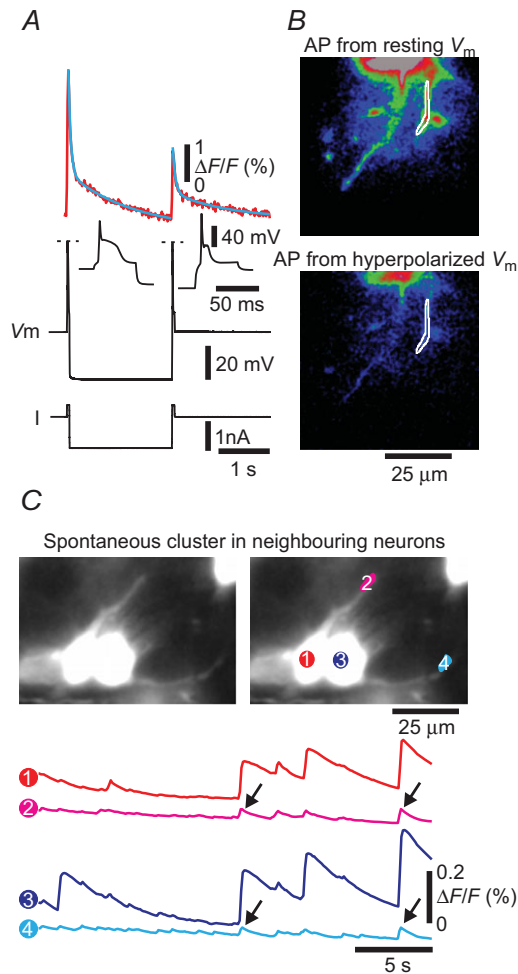 A
B
AP from resting Vm
1
ΔF/F (%)
0
40 mV
50 ms
Vm
20 mV
I
1nA
1 s
AP from hyperpolarized Vm
25 μm
C
Spontaneous cluster in neighbouring neurons
2
1
3
4
25 μm
1
2
3
4
0.2
ΔF/F (%)
0
5 s